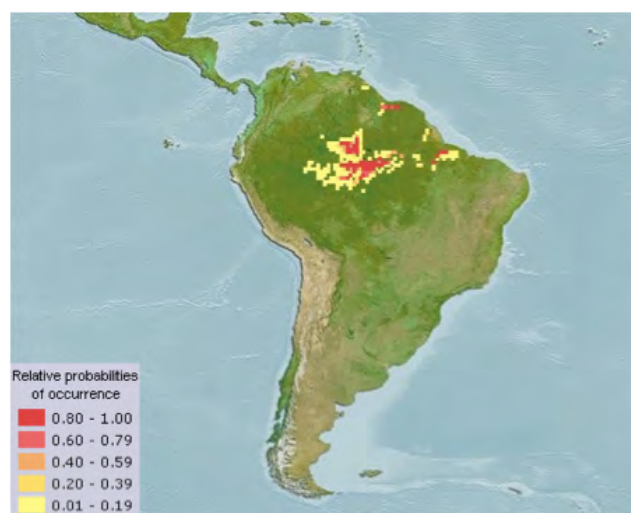 Relative probabilities
of occurrence
0.80 - 1.00
0.60 - 0.79
0.40 - 0.59
0.20 - 0.39
0.01 - 0.19